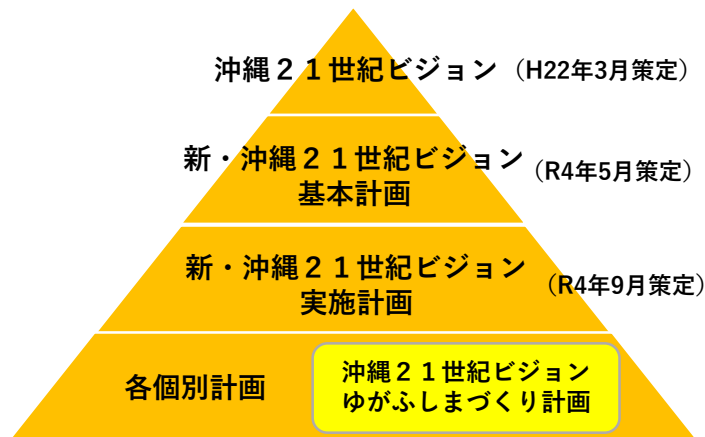 沖縄２１世紀ビジョン（H22年3月策定）
新・沖縄２１世紀ビジョン
基本計画
（R4年5月策定）
新・沖縄２１世紀ビジョン
実施計画
（R4年9月策定）
各個別計画
沖縄２１世紀ビジョン
ゆがふしまづくり計画